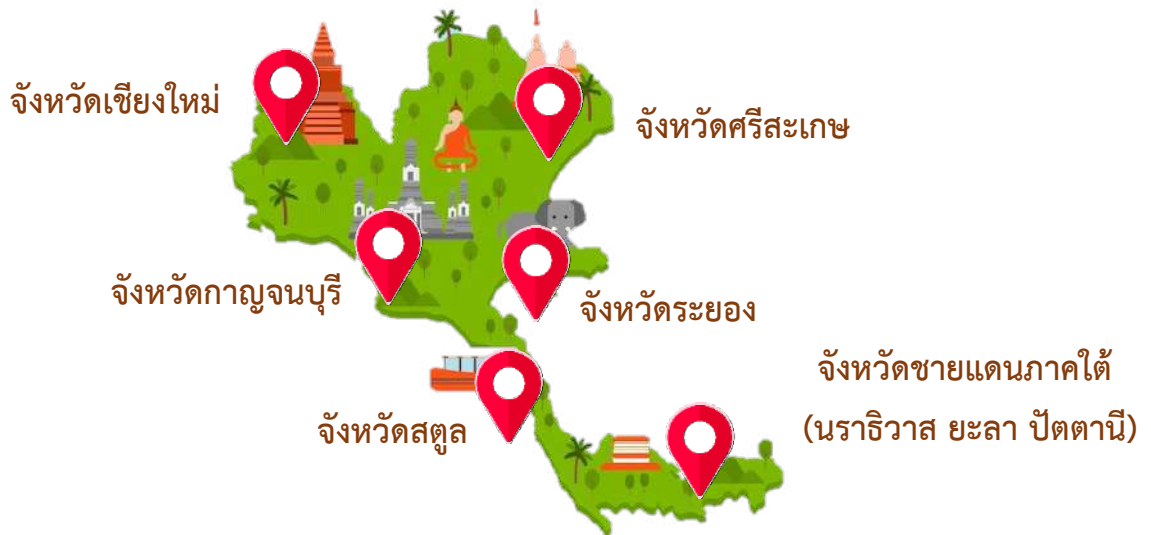 จังหวัดเชียงใหม่
จังหวัดศรีสะเกษ
จังหวัดกาญจนบุรี
จังหวัดระยอง
จังหวัดชายแดนภาคใต้
(นราธิวาส ยะลา ปัตตานี)
จังหวัดสตูล